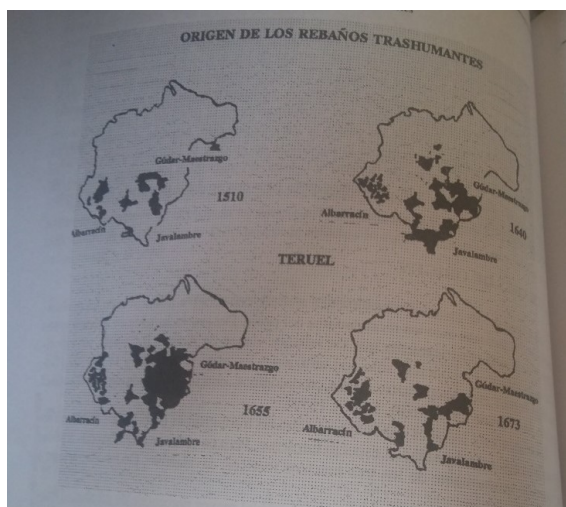 ORIGEN DE LOS REBAÑOS TRASHUMANTES
Gúdar-Maestrazgo
1510
Albarracín
Javalambre
Gúdar-Maestrazgo
1640
Albarracín
Javalambre
TERUEL
Gúdar-Maestrazgo
1655
Albarracín
Javalambre
Gúdar-Maestrazgo
1673
Albarracín
Javalambre